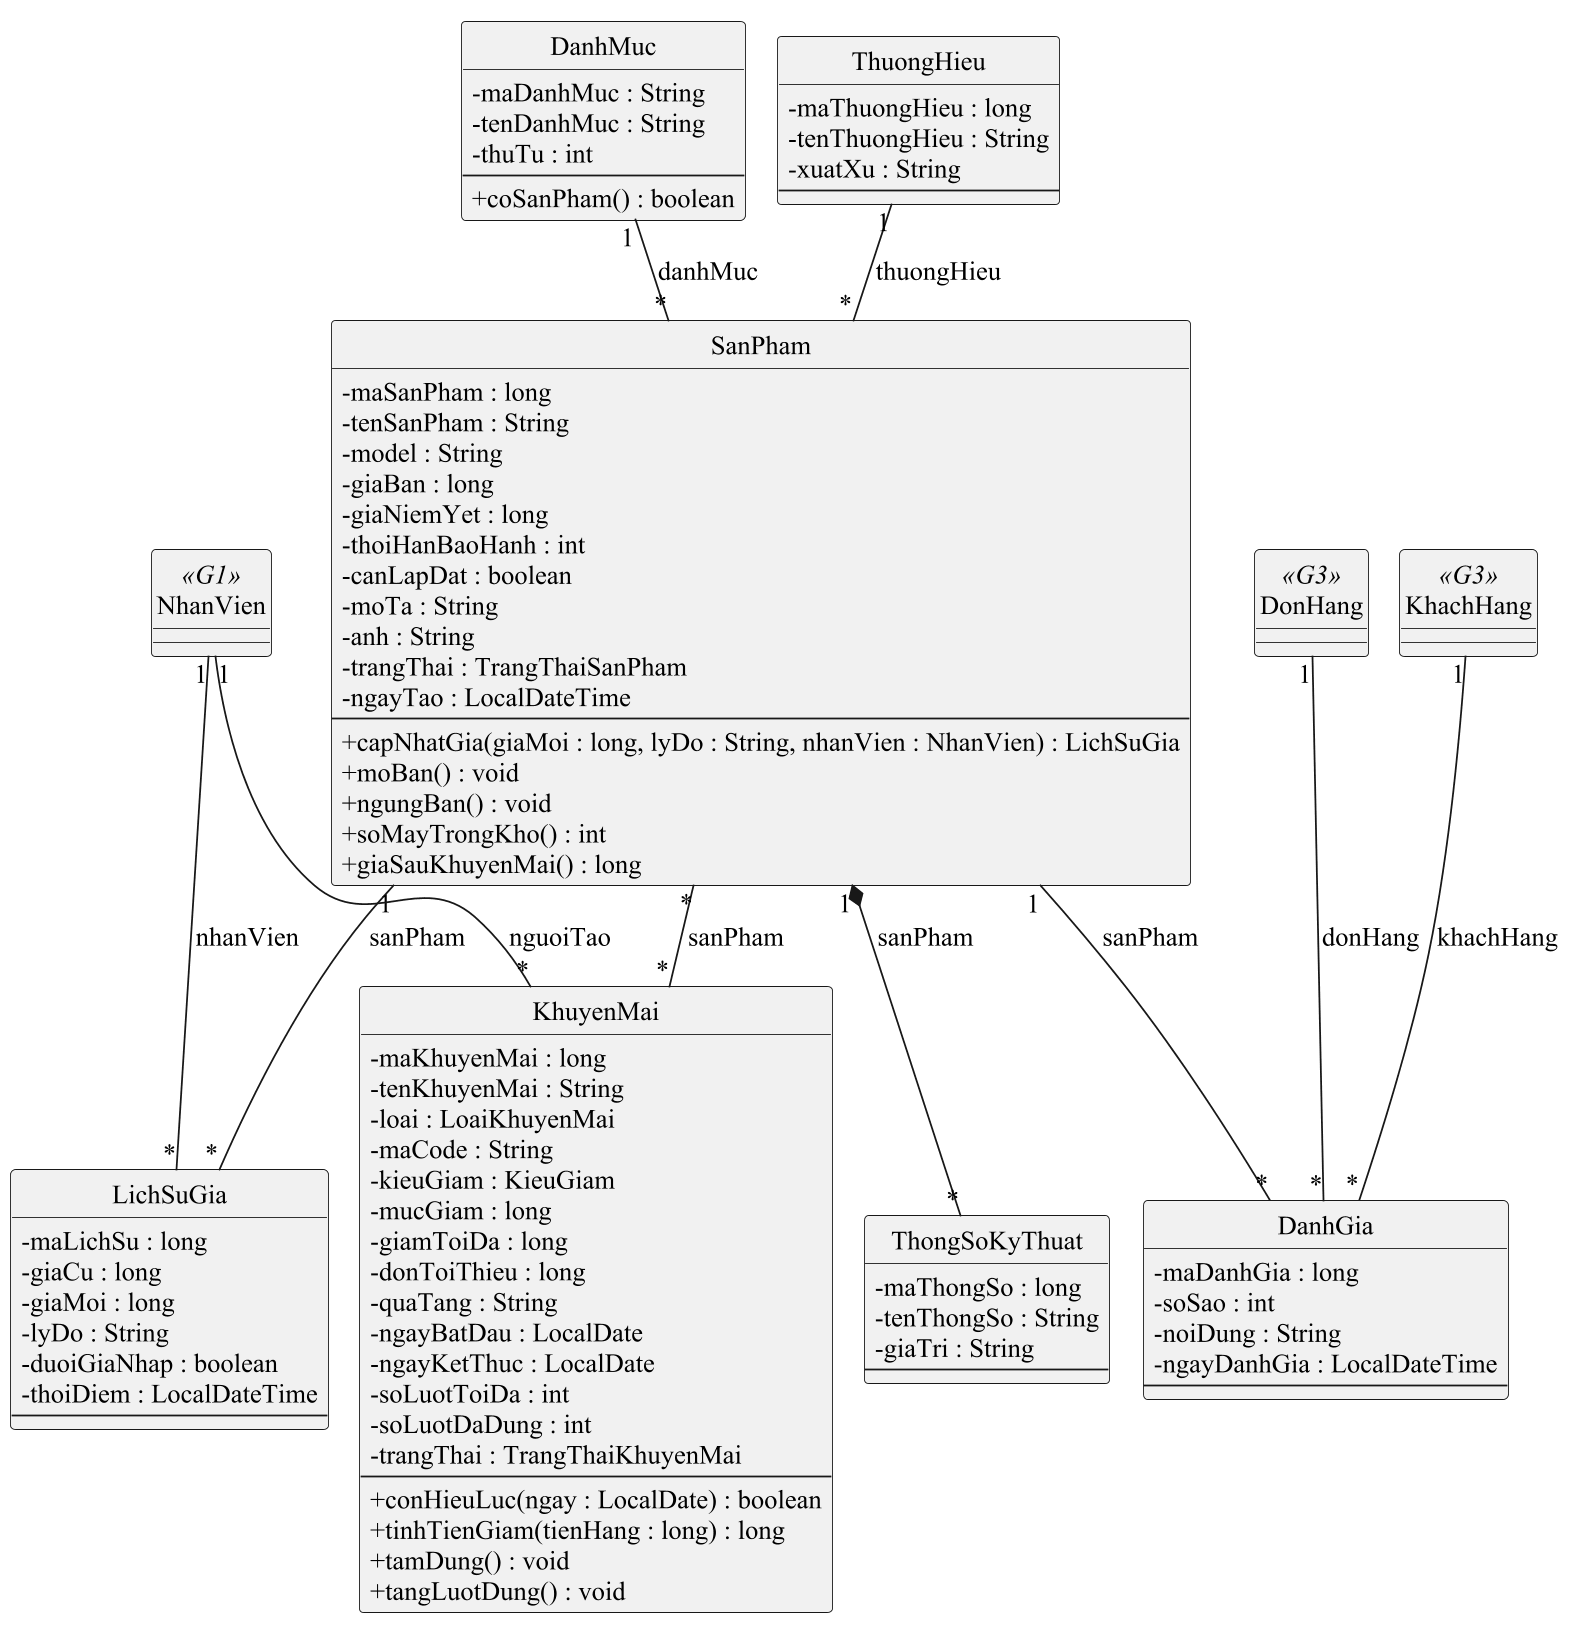 DanhMuc
-maDanhMuc : String
-tenDanhMuc : String
-thuTu : int
+coSanPham() : boolean
ThuongHieu
-maThuongHieu : long
-tenThuongHieu : String
-xuatXu : String
1
danhMuc
*
1
thuongHieu
*
SanPham
-maSanPham : long
-tenSanPham : String
-model : String
-giaBan : long
-giaNiemYet : long
-thoiHanBaoHanh : int
-canLapDat : boolean
-moTa : String
-anh : String
-trangThai : TrangThaiSanPham
-ngayTao : LocalDateTime
+capNhatGia(giaMoi : long, lyDo : String, nhanVien : NhanVien) : LichSuGia
+moBan() : void
+ngungBan() : void
+soMayTrongKho() : int
+giaSauKhuyenMai() : long
«G1»
NhanVien
«G3»
DonHang
«G3»
KhachHang
1
1
1
1
1
*
1
1
nhanVien
sanPham
nguoiTao
sanPham
sanPham
sanPham
donHang
khachHang
*
*
*
*
*
*
*
*
KhuyenMai
-maKhuyenMai : long
-tenKhuyenMai : String
-loai : LoaiKhuyenMai
-maCode : String
-kieuGiam : KieuGiam
-mucGiam : long
-giamToiDa : long
-donToiThieu : long
-quaTang : String
-ngayBatDau : LocalDate
-ngayKetThuc : LocalDate
-soLuotToiDa : int
-soLuotDaDung : int
-trangThai : TrangThaiKhuyenMai
+conHieuLuc(ngay : LocalDate) : boolean
+tinhTienGiam(tienHang : long) : long
+tamDung() : void
+tangLuotDung() : void
LichSuGia
-maLichSu : long
-giaCu : long
-giaMoi : long
-lyDo : String
-duoiGiaNhap : boolean
-thoiDiem : LocalDateTime
ThongSoKyThuat
-maThongSo : long
-tenThongSo : String
-giaTri : String
DanhGia
-maDanhGia : long
-soSao : int
-noiDung : String
-ngayDanhGia : LocalDateTime